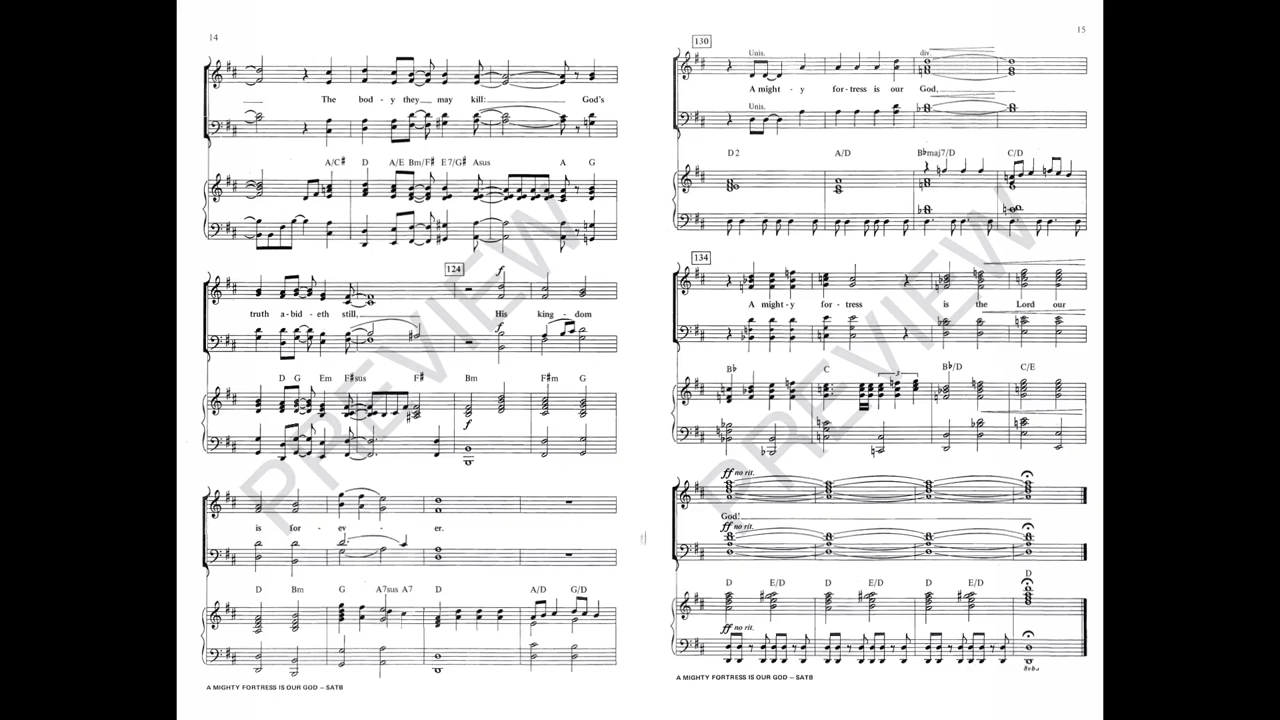 14
The bod - y they may kill: God's
A/C# D A/E Bm/F# E7/G# Asus A G
124
f
truth a - bid - eth still, His king - dom
f
D G Em F#sus F# Bm F#m G
f
is for - ev - er.
D Bm G A7sus A7 D A/D G/D
A MIGHTY FORTRESS IS OUR GOD – SATB
PREVIEW
15
130
Unis. div.
A might - y for - tress is our God,
Unis.
D2 A/D B♭maj7/D C/D
134
A might - y for - tress is the Lord our
B♭ C B♭/D C/E
3
ff no rit.
God!
ff no rit.
D E/D D E/D D E/D D
ff no rit.
8vb
A MIGHTY FORTRESS IS OUR GOD – SATB
PREVIEW